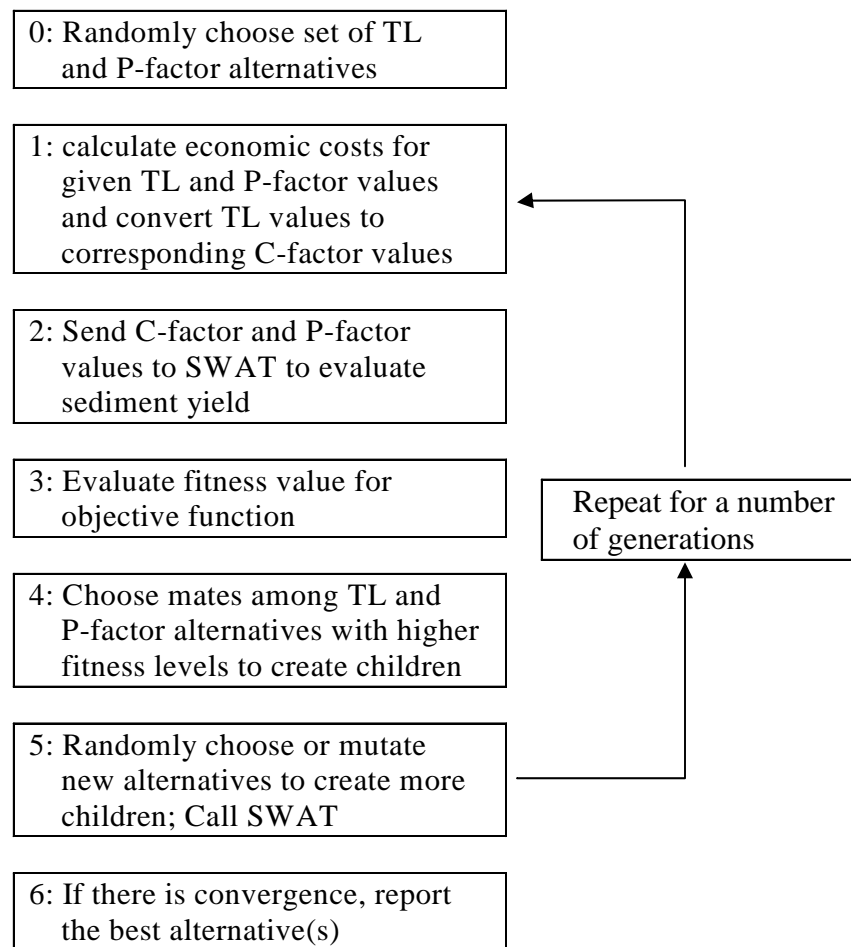 0: Randomly choose set of TL
and P-factor alternatives
1: calculate economic costs for
given TL and P-factor values
and convert TL values to
corresponding C-factor values
2: Send C-factor and P-factor
values to SWAT to evaluate
sediment yield
3: Evaluate fitness value for
objective function
Repeat for a number
of generations
4: Choose mates among TL and
P-factor alternatives with higher
fitness levels to create children
5: Randomly choose or mutate
new alternatives to create more
children; Call SWAT
6: If there is convergence, report
the best alternative(s)